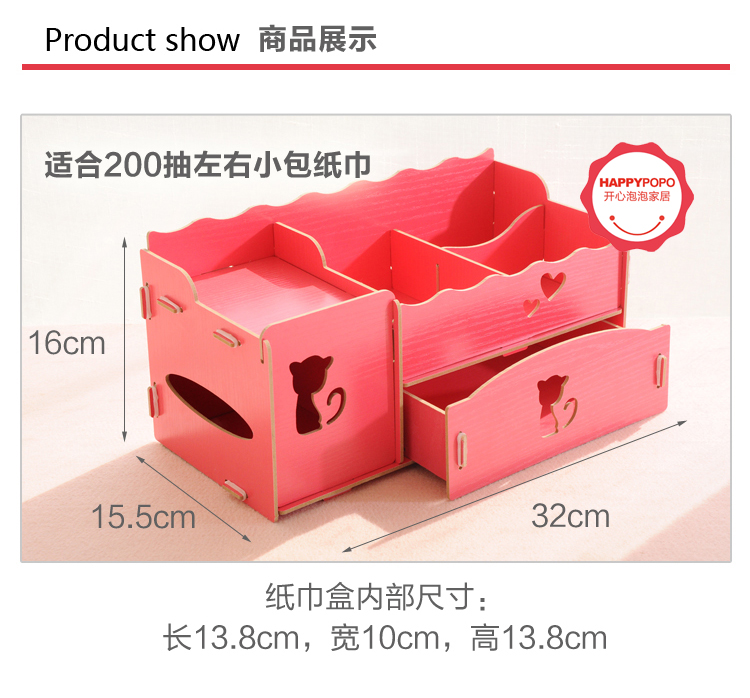 Product show 商品展示
适合200抽左右小包纸巾
HAPPYPOPO
开心泡泡家居
16cm
15.5cm
32cm
纸巾盒内部尺寸：
长13.8cm，宽10cm，高13.8cm